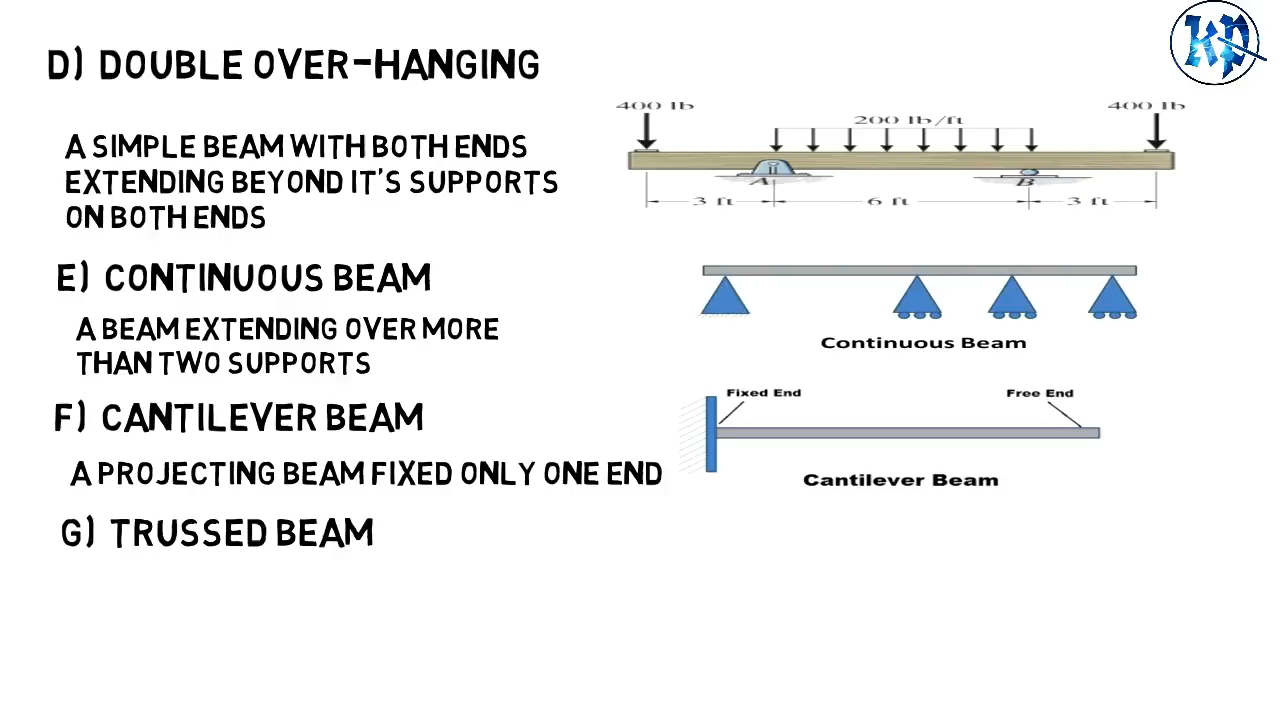 KP
D) DOUBLE OVER-HANGING
A SIMPLE BEAM WITH BOTH ENDS
EXTENDING BEYOND IT'S SUPPORTS
ON BOTH ENDS
400 lb
400 lb
200 lb/ft
A
B
3 ft
6 ft
3 ft
E) CONTINUOUS BEAM
A BEAM EXTENDING OVER MORE
THAN TWO SUPPORTS
Continuous Beam
F) CANTILEVER BEAM
A PROJECTING BEAM FIXED ONLY ONE END
Fixed End
Free End
Cantilever Beam
G) TRUSSED BEAM